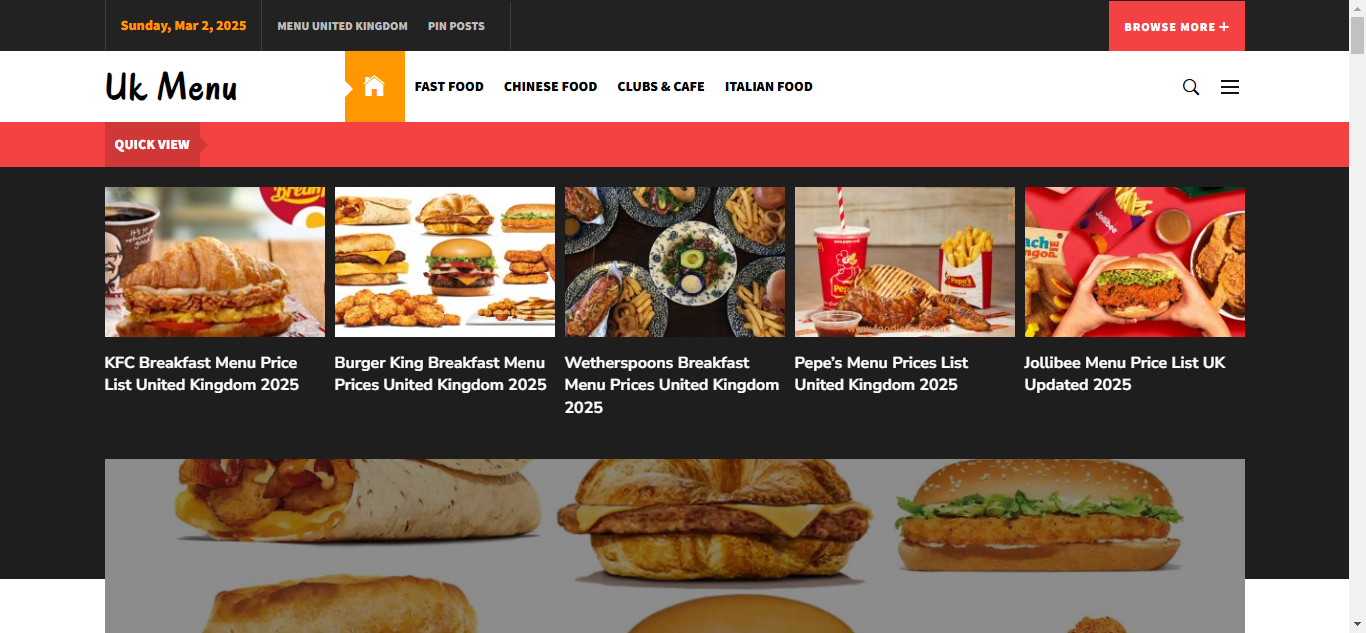 Sunday, Mar 2, 2025
MENU UNITED KINGDOM
PIN POSTS
BROWSE MORE +
Uk Menu
FAST FOOD
CHINESE FOOD
CLUBS & CAFE
ITALIAN FOOD
QUICK VIEW
Jollibee
KFC Breakfast Menu Price
List United Kingdom 2025
Burger King Breakfast Menu
Prices United Kingdom 2025
Wetherspoons Breakfast
Menu Prices United Kingdom
2025
Pepe's Menu Prices List
United Kingdom 2025
Jollibee Menu Price List UK
Updated 2025